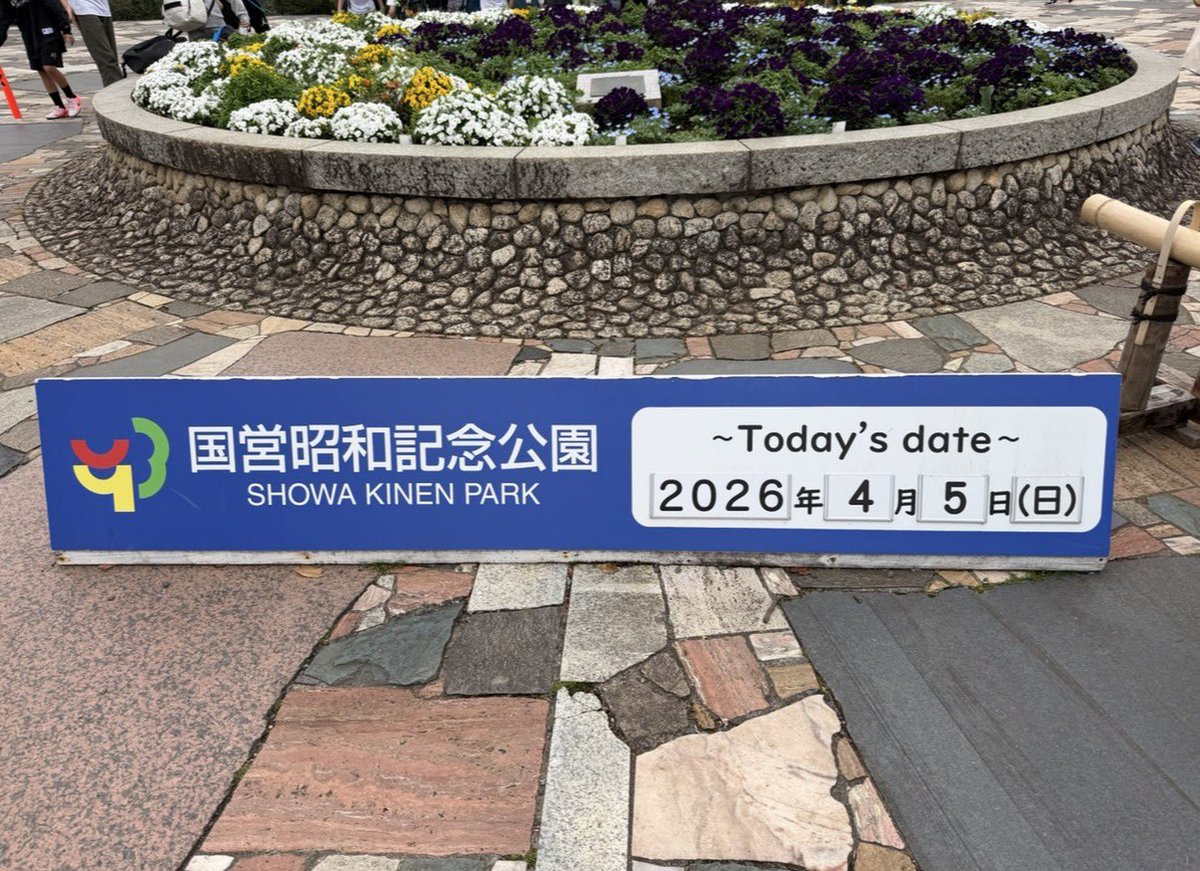 国営昭和記念公園
SHOWA KINEN PARK
~Today's date~
2026年 4月 5日(日)